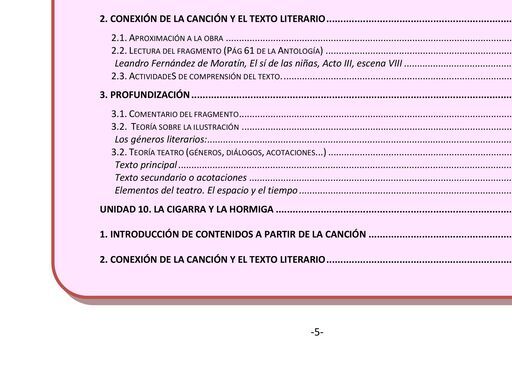 2. CONEXIÓN DE LA CANCIÓN Y EL TEXTO LITERARIO
2.1. APROXIMACIÓN A LA OBRA
2.2. LECTURA DEL FRAGMENTO (PÁG 61 DE LA ANTOLOGÍA)
Leandro Fernández de Moratín, El sí de las niñas, Acto III, escena VIII
2.3. ACTIVIDADES DE COMPRENSIÓN DEL TEXTO.
3. PROFUNDIZACIÓN
3.1. COMENTARIO DEL FRAGMENTO
3.2. TEORÍA SOBRE LA ILUSTRACIÓN
Los géneros literarios:
3.2. TEORÍA TEATRO (GÉNEROS, DIÁLOGOS, ACOTACIONES...)
Texto principal
Texto secundario o acotaciones
Elementos del teatro. El espacio y el tiempo
UNIDAD 10. LA CIGARRA Y LA HORMIGA
1. INTRODUCCIÓN DE CONTENIDOS A PARTIR DE LA CANCIÓN
2. CONEXIÓN DE LA CANCIÓN Y EL TEXTO LITERARIO
-5-